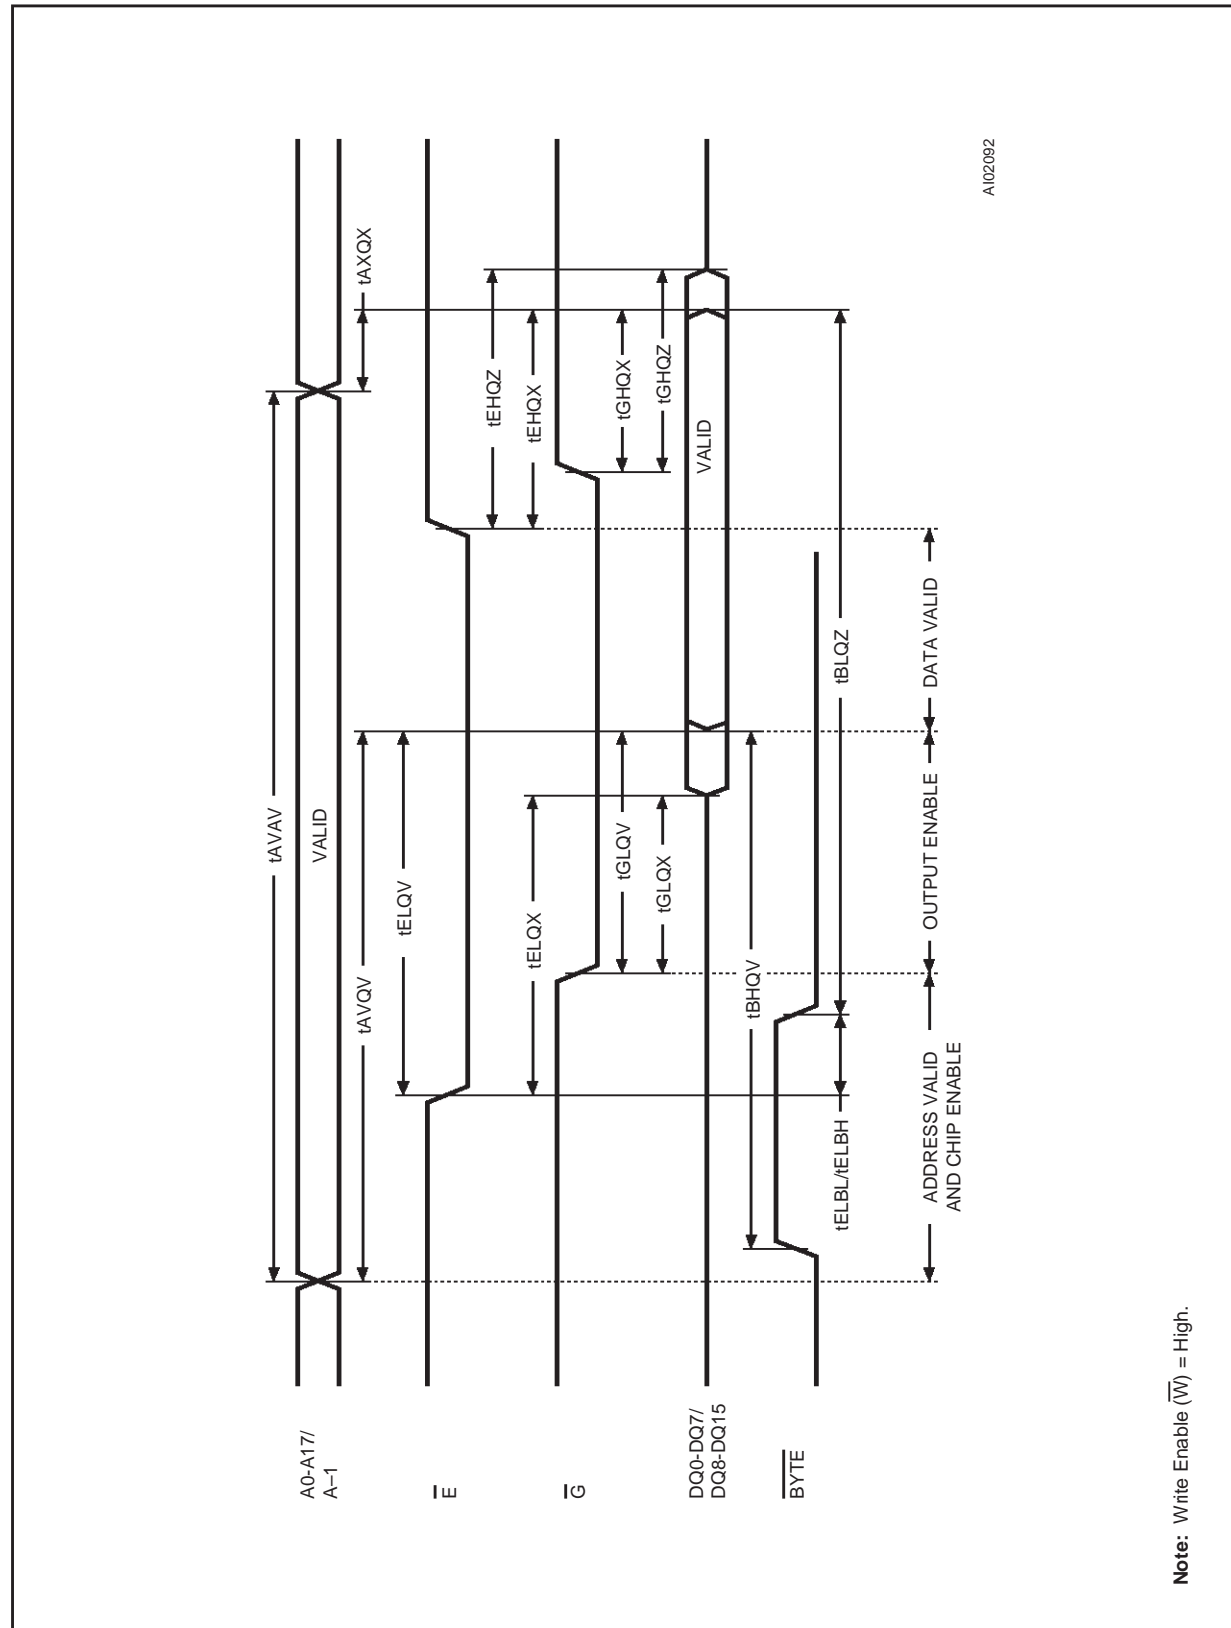 tAVAV
A0-A17/
A–1
VALID
tAVQV
tAXQX
tELQV
E
tEHQZ
tELQX
tEHQX
G
tGLQV
tGHQX
tGLQX
tGHQZ
DQ0-DQ7/
DQ8-DQ15
VALID
tBHQV
BYTE
tELBL/tELBH
tBLQZ
ADDRESS VALID
AND CHIP ENABLE
OUTPUT ENABLE
DATA VALID
AI02092
Note: Write Enable (W̅) = High.